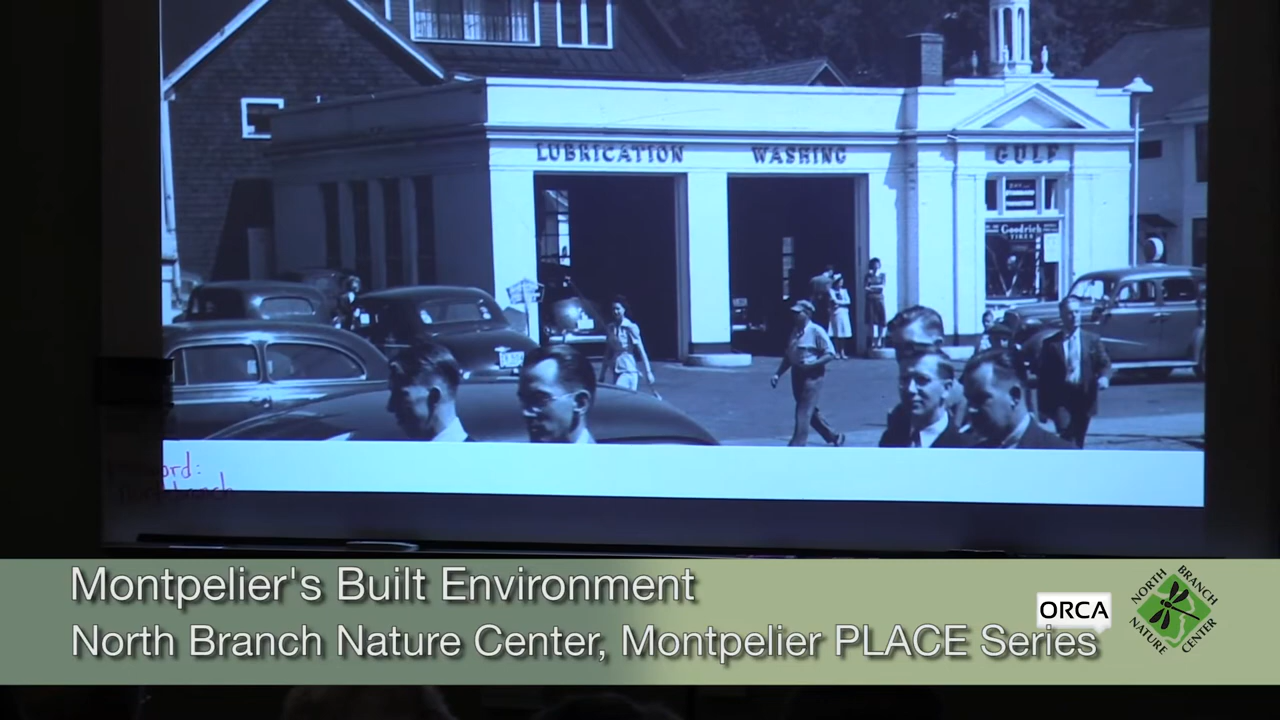 LUBRICATION WASHING GULF
Goodrich
TIRES
ord:
Montpelier's Built Environment
North Branch Nature Center, Montpelier PLACE Series
ORCA
NORTH BRANCH
NATURE CENTER